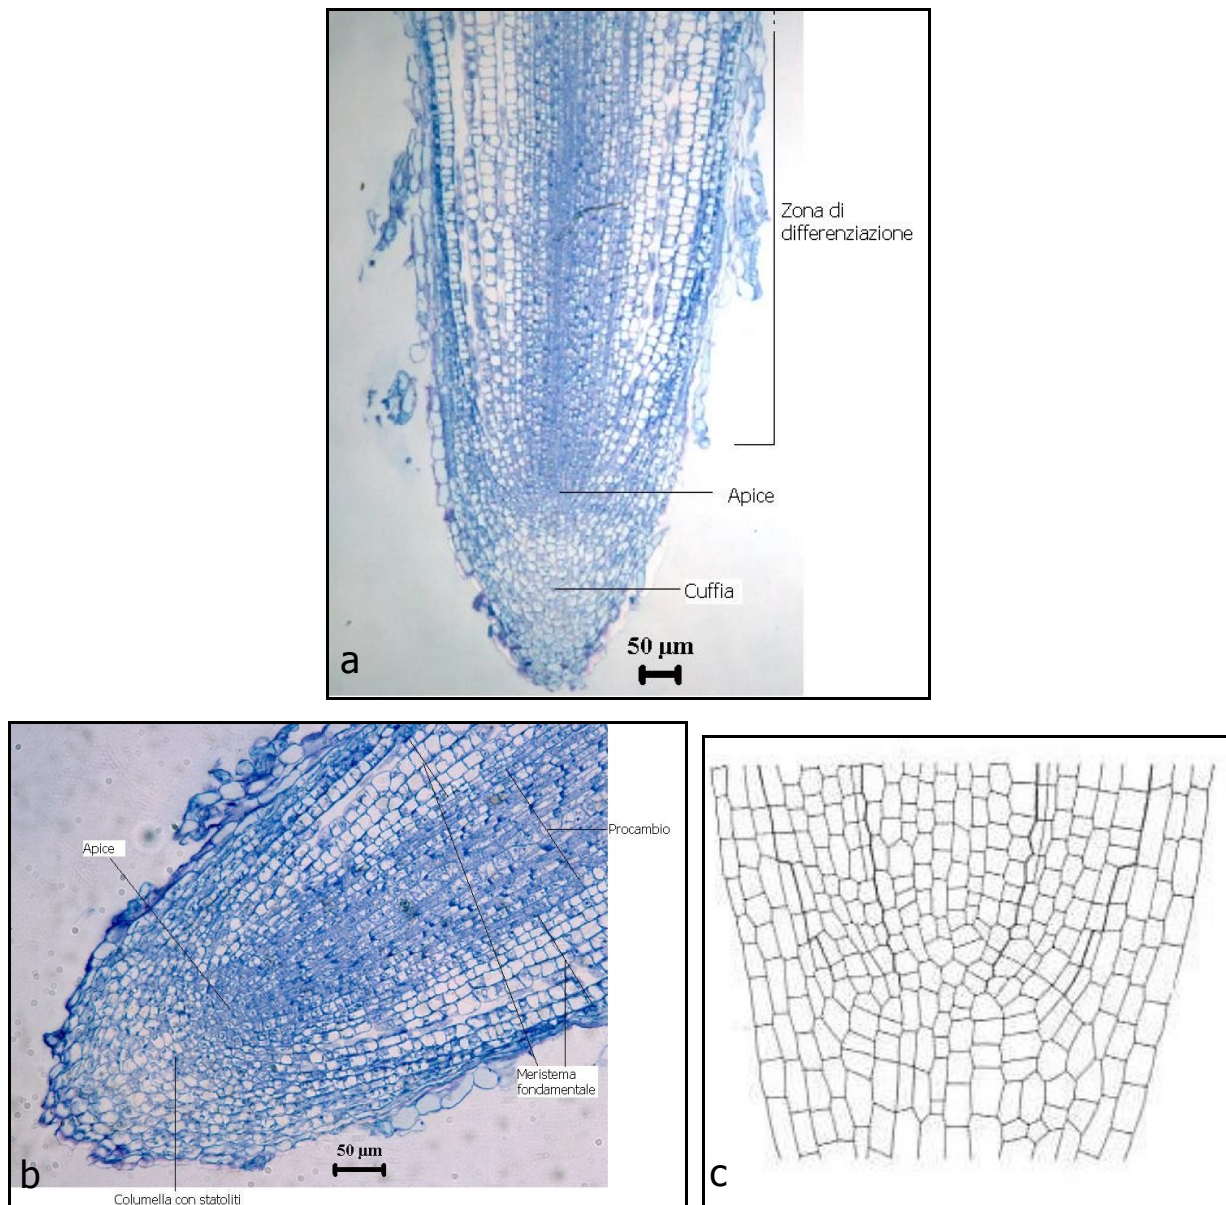 Zona di
differenziazione
Apice
Cuffia
50 µm
a
Apice
Procambio
Meristema
fondamentale
50 µm
b
Columella con statoliti
c